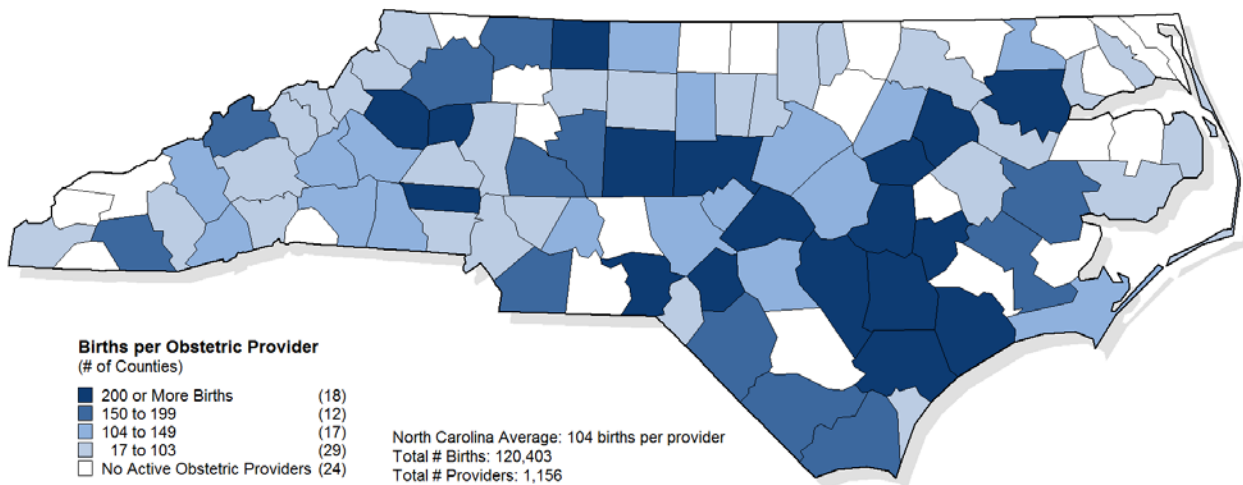 Births per Obstetric Provider
(# of Counties)
200 or More Births (18)
150 to 199 (12)
104 to 149 (17)
17 to 103 (29)
No Active Obstetric Providers (24)
North Carolina Average: 104 births per provider
Total # Births: 120,403
Total # Providers: 1,156